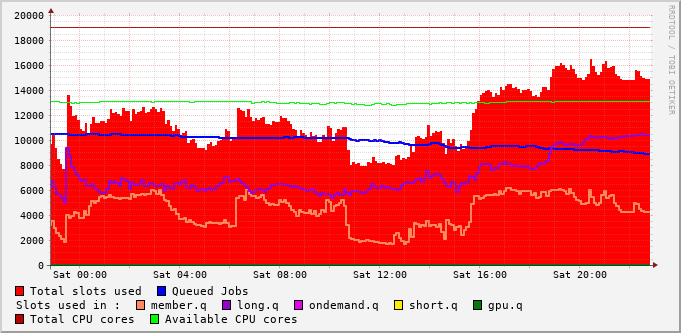 20000
18000
16000
14000
12000
10000
8000
6000
4000
2000
0
Sat 00:00 Sat 04:00 Sat 08:00 Sat 12:00 Sat 16:00 Sat 20:00
Total slots used Queued Jobs
Slots used in : member.q long.q ondemand.q short.q gpu.q
Total CPU cores Available CPU cores
RRDTOOL / TOBI OETIKER